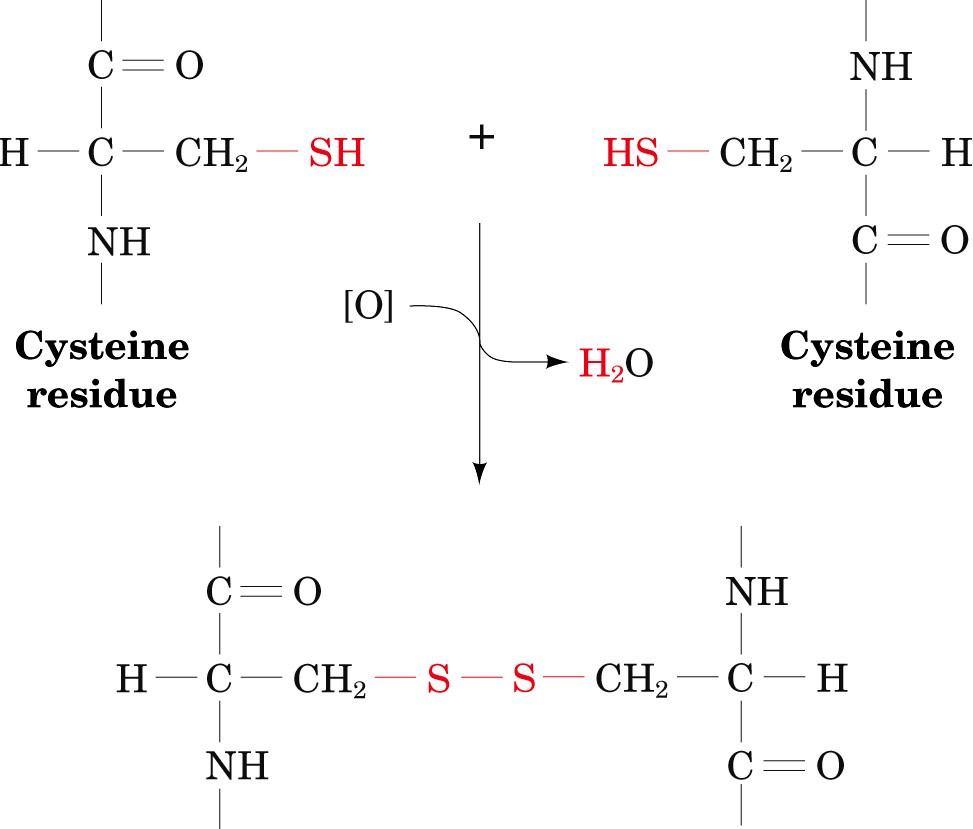 C=O NH
H—C—CH₂—SH + HS—CH₂—C—H
NH C=O
[O]
H₂O
Cysteine
residue
Cysteine
residue
C=O NH
H—C—CH₂—S—S—CH₂—C—H
NH C=O